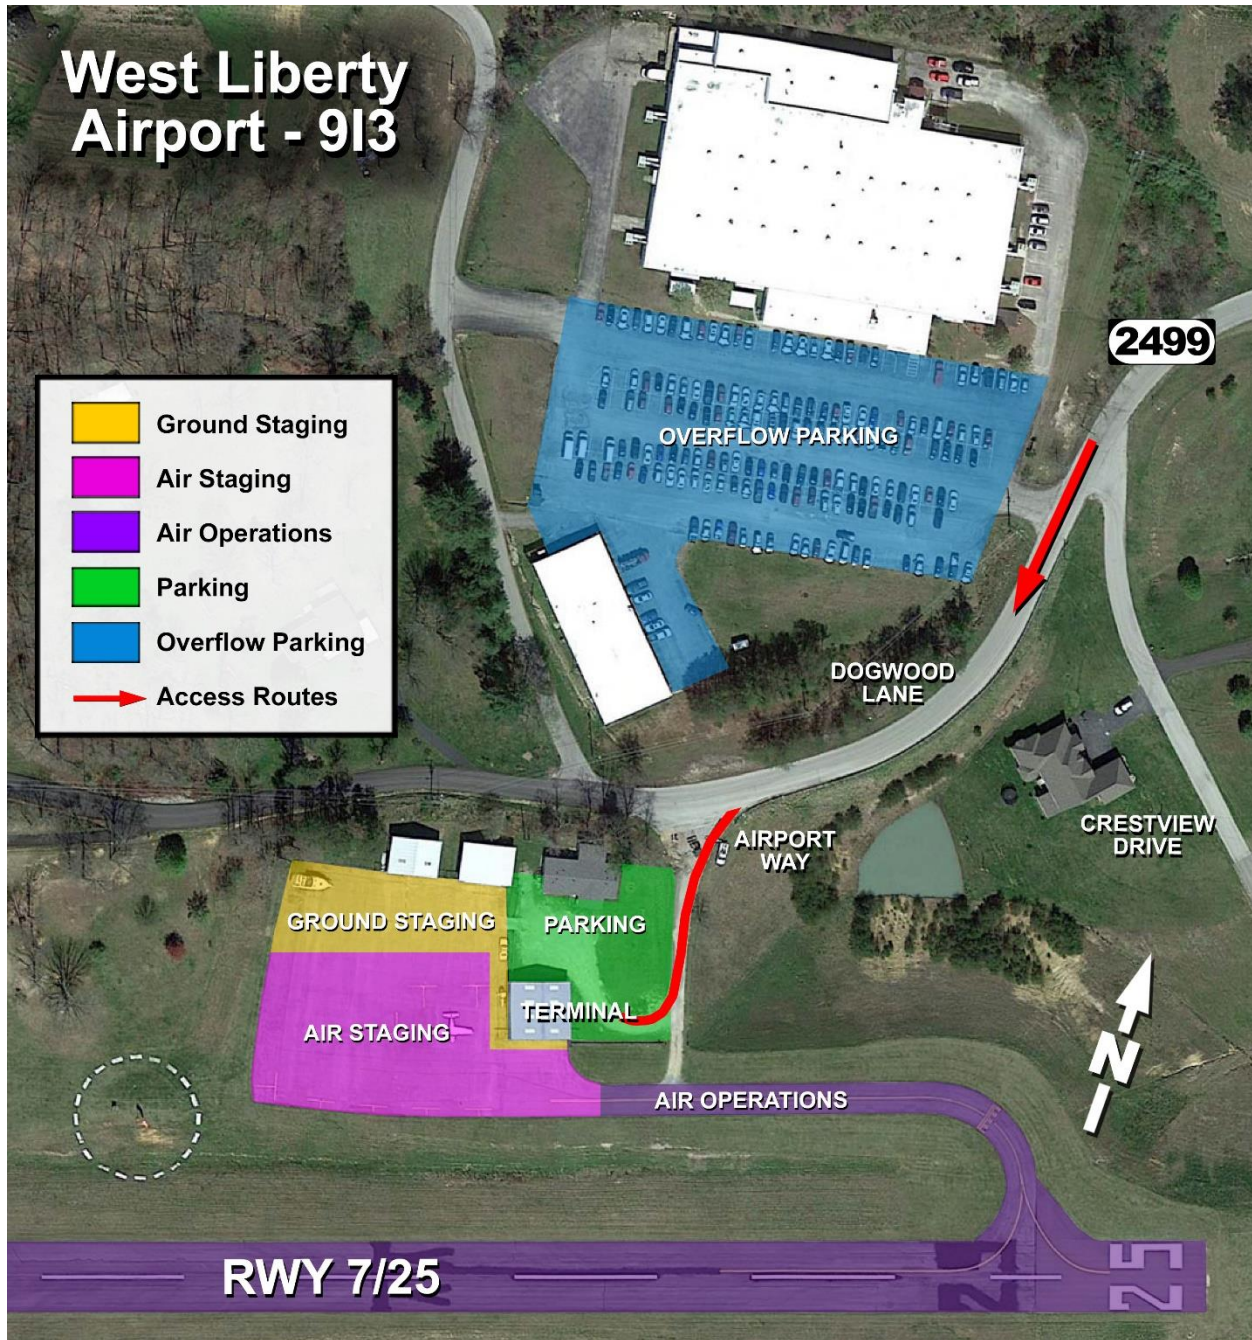 West Liberty
Airport - 9I3
2499
Ground Staging
Air Staging
Air Operations
Parking
Overflow Parking
Access Routes
OVERFLOW PARKING
DOGWOOD
LANE
AIRPORT
WAY
CRESTVIEW
DRIVE
GROUND STAGING
PARKING
TERMINAL
AIR STAGING
AIR OPERATIONS
N
RWY 7/25
25